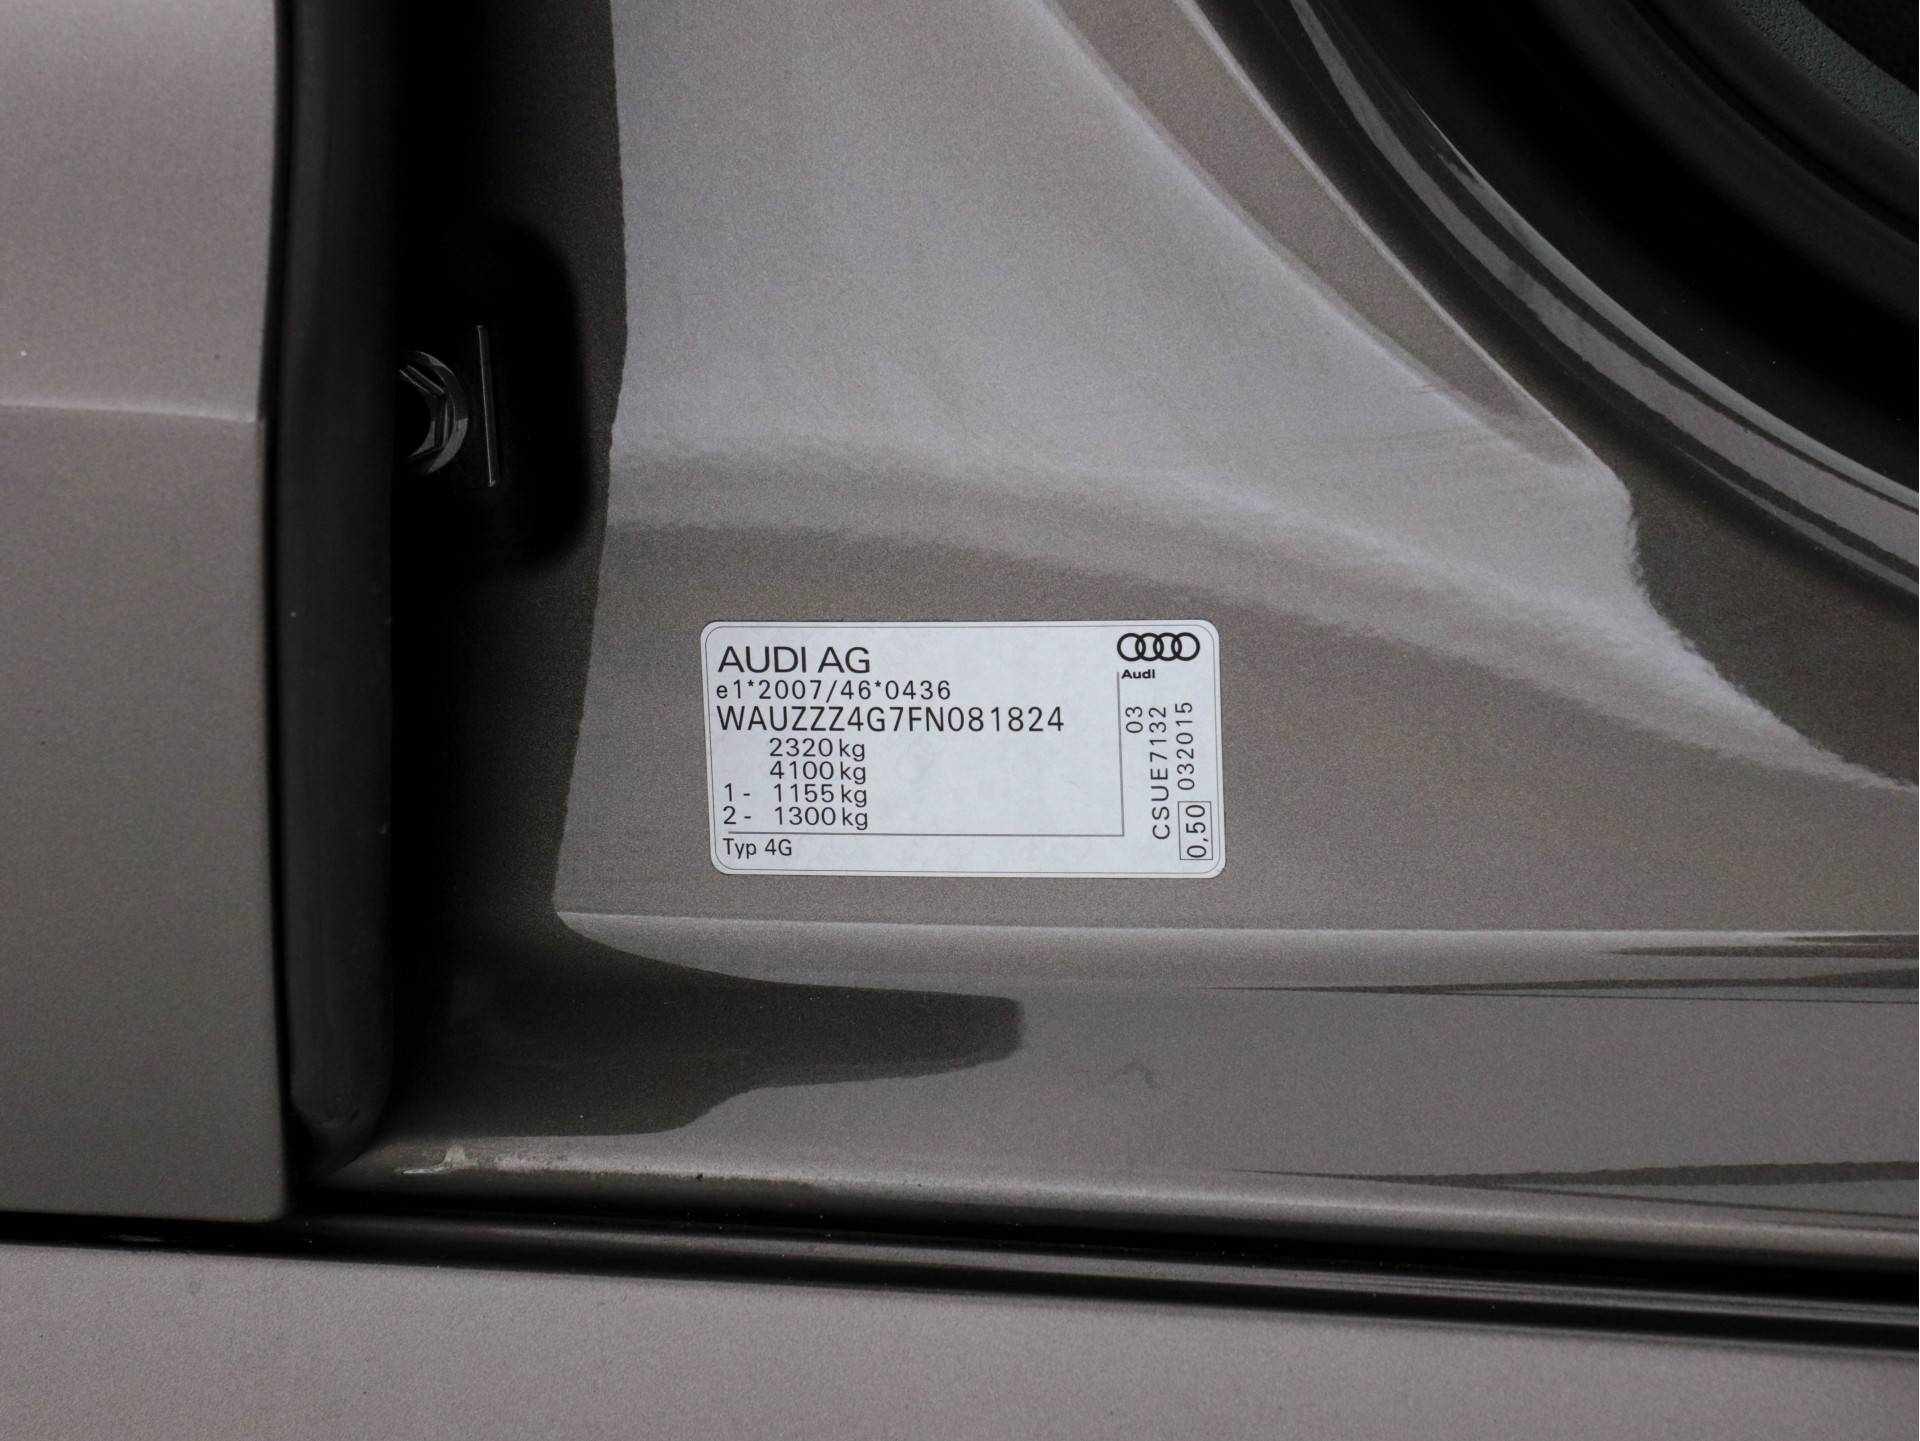 AUDI AG
e1*2007/46*0436
WAUZZZ4G7FN081824
2320 kg
4100 kg
1 - 1155 kg
2 - 1300 kg
Typ 4G
Audi
03
CSUE7132
0,50 032015